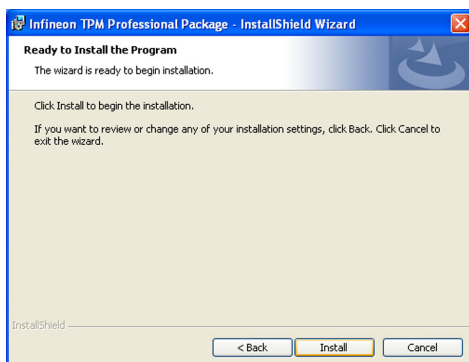 Infineon TPM Professional Package - InstallShield Wizard
Ready to Install the Program
The wizard is ready to begin installation.
Click Install to begin the installation.
If you want to review or change any of your installation settings, click Back. Click Cancel to
exit the wizard.
InstallShield
< Back
Install
Cancel